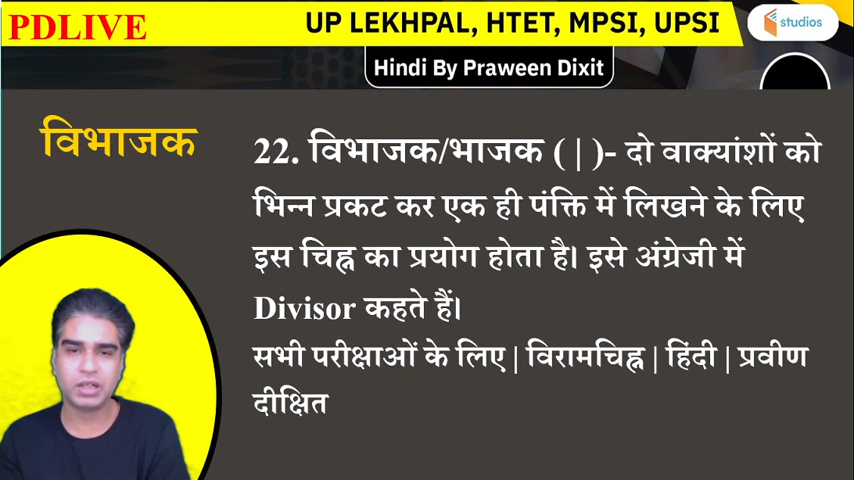 PDLIVE
UP LEKHPAL, HTET, MPSI, UPSI
studios
Hindi By Praween Dixit
विभाजक
22. विभाजक/भाजक ( | )- दो वाक्यांशों को
भिन्न प्रकट कर एक ही पंक्ति में लिखने के लिए
इस चिह्न का प्रयोग होता है। इसे अंग्रेजी में
Divisor कहते हैं।
सभी परीक्षाओं के लिए | विरामचिह्न | हिंदी | प्रवीण
दीक्षित